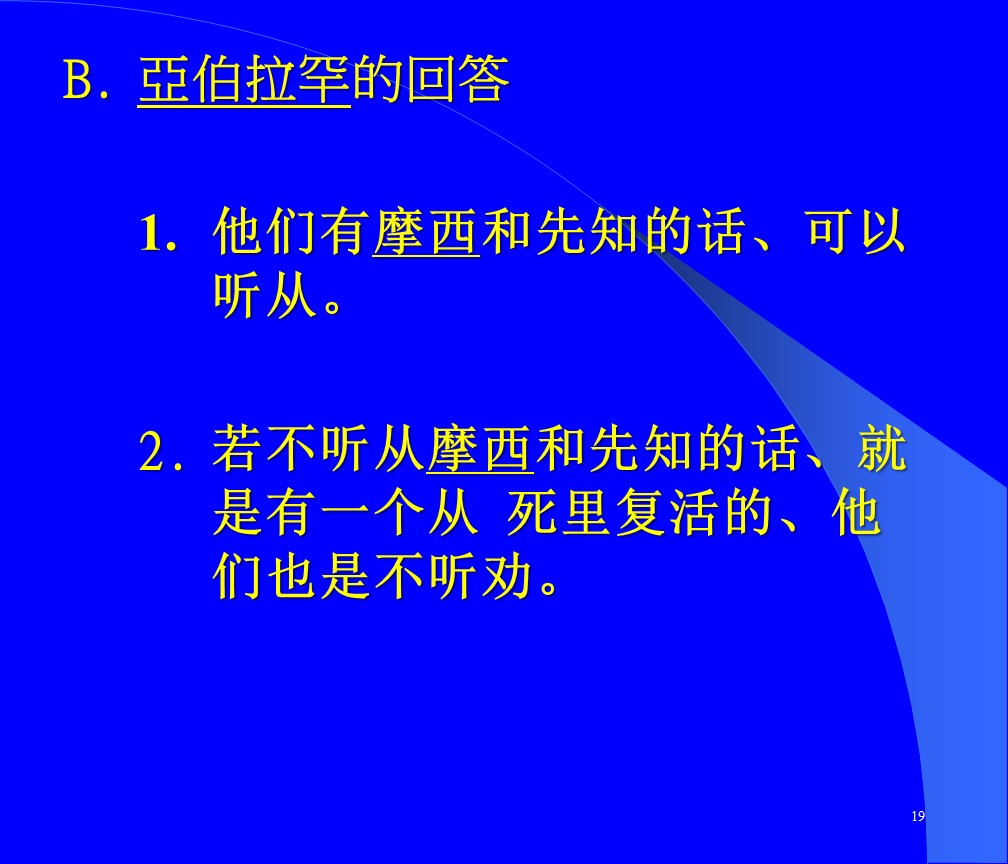 B. 亞伯拉罕的回答
1. 他们有摩西和先知的话、可以
听从。
2. 若不听从摩西和先知的话、就
是有一个从 死里复活的、他
们也是不听劝。
19